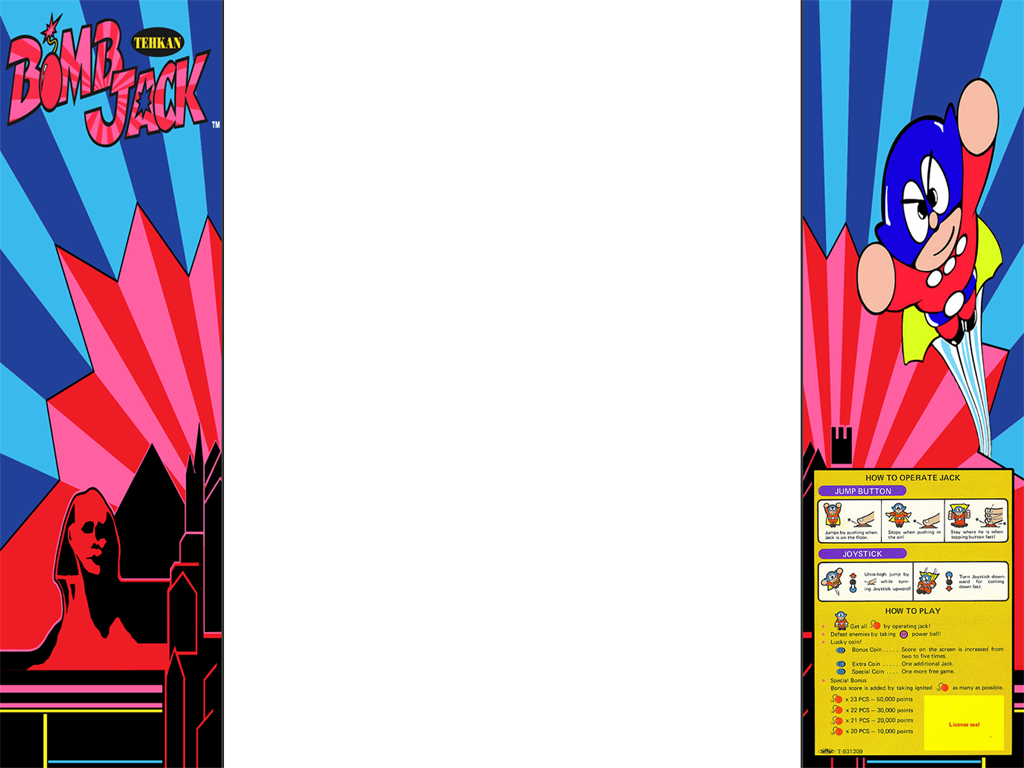 BOMB
JACK
TEHKAN
TM
HOW TO OPERATE JACK
JUMP BUTTON
Jumps by pushing when
Jack is on the floor.
Stops when pushing in
the air!
Stay where he is when
tapping button fast!
JOYSTICK
Ultra-high jump by
while turn-
ing Joystick upward!
Turn Joystick down-
ward for coming
down fast.
HOW TO PLAY
Get all by operating jack!
Defeat enemies by taking power ball!
Lucky coin!
Bonus Coin ..... Score on the screen is increased from
two to five times.
Extra Coin ..... One additional Jack.
Special Coin .... One more free game.
Special Bonus
Bonus score is added by taking ignited as many as possible.
x 23 PCS — 50,000 points
x 22 PCS — 30,000 points
x 21 PCS — 20,000 points
x 20 PCS — 10,000 points
License seal
T-931309